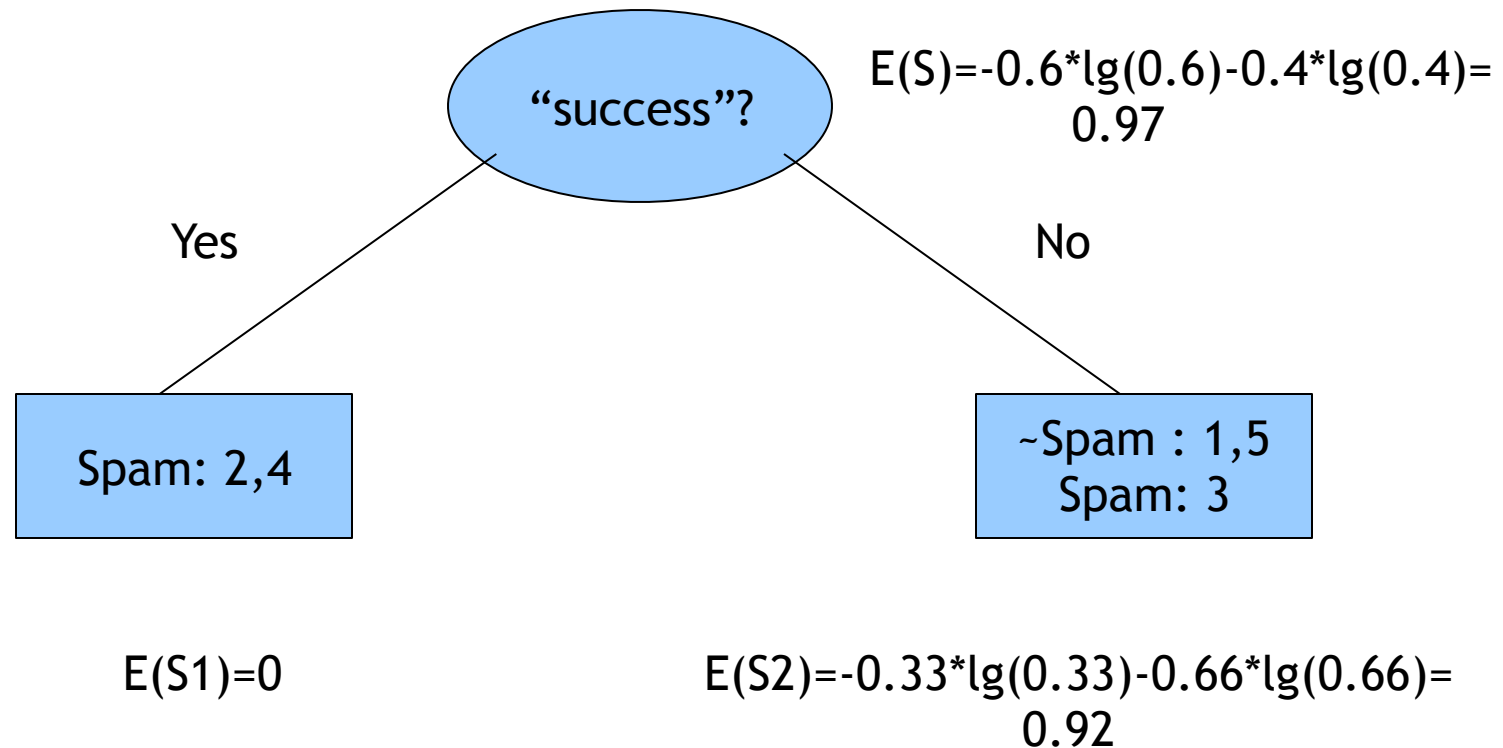 “success”?
E(S)=-0.6*lg(0.6)-0.4*lg(0.4)=
0.97
Yes
No
Spam: 2,4
~Spam : 1,5
Spam: 3
E(S1)=0
E(S2)=-0.33*lg(0.33)-0.66*lg(0.66)=
0.92